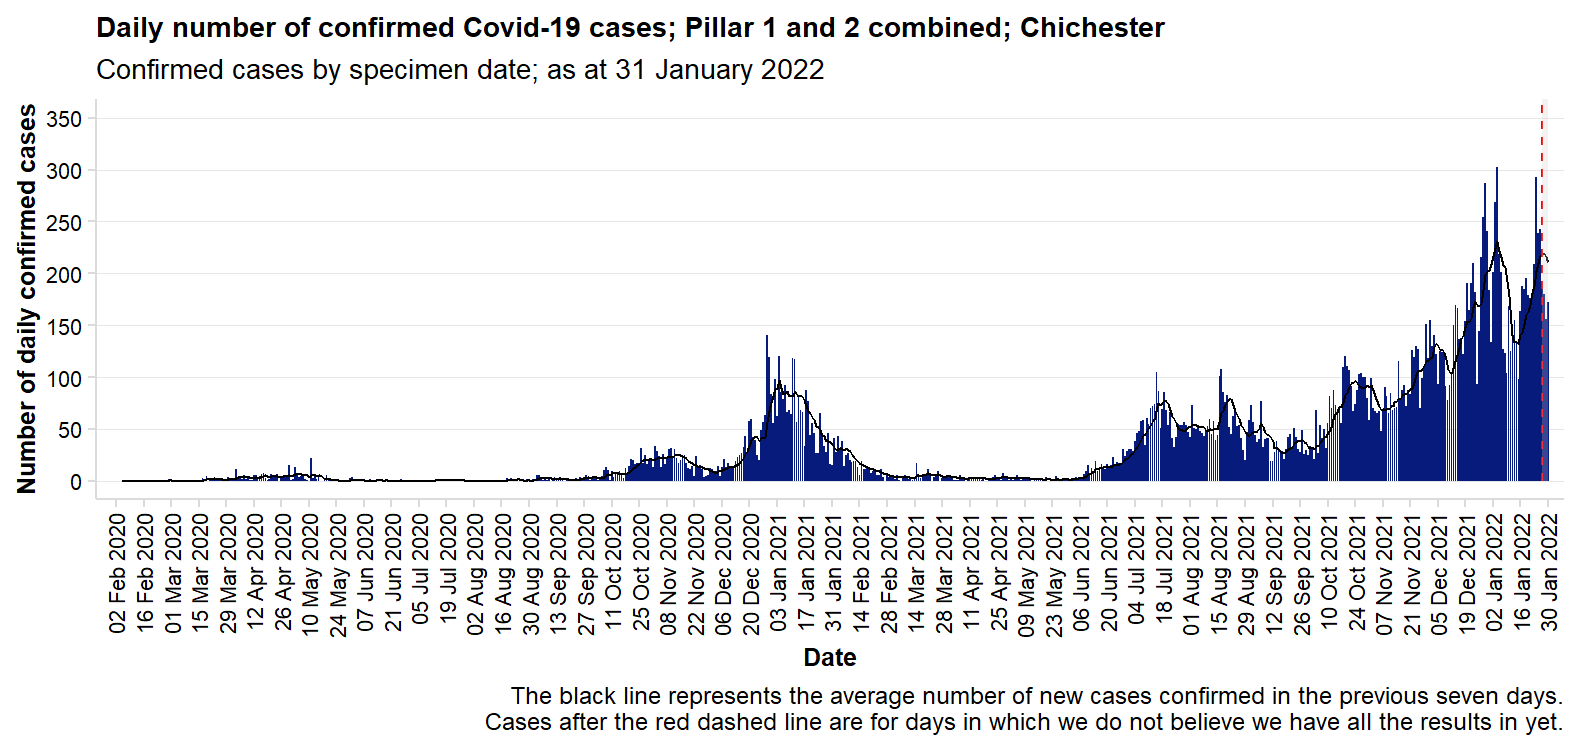 Daily number of confirmed Covid-19 cases; Pillar 1 and 2 combined; Chichester
Confirmed cases by specimen date; as at 31 January 2022
Number of daily confirmed cases
350
300
250
200
150
100
50
0
02 Feb 2020
16 Feb 2020
01 Mar 2020
15 Mar 2020
29 Mar 2020
12 Apr 2020
26 Apr 2020
10 May 2020
24 May 2020
07 Jun 2020
21 Jun 2020
05 Jul 2020
19 Jul 2020
02 Aug 2020
16 Aug 2020
30 Aug 2020
13 Sep 2020
27 Sep 2020
11 Oct 2020
25 Oct 2020
08 Nov 2020
22 Nov 2020
06 Dec 2020
20 Dec 2020
03 Jan 2021
17 Jan 2021
31 Jan 2021
14 Feb 2021
28 Feb 2021
14 Mar 2021
28 Mar 2021
11 Apr 2021
25 Apr 2021
09 May 2021
23 May 2021
06 Jun 2021
20 Jun 2021
04 Jul 2021
18 Jul 2021
01 Aug 2021
15 Aug 2021
29 Aug 2021
12 Sep 2021
26 Sep 2021
10 Oct 2021
24 Oct 2021
07 Nov 2021
21 Nov 2021
05 Dec 2021
19 Dec 2021
02 Jan 2022
16 Jan 2022
30 Jan 2022
Date
The black line represents the average number of new cases confirmed in the previous seven days.
Cases after the red dashed line are for days in which we do not believe we have all the results in yet.